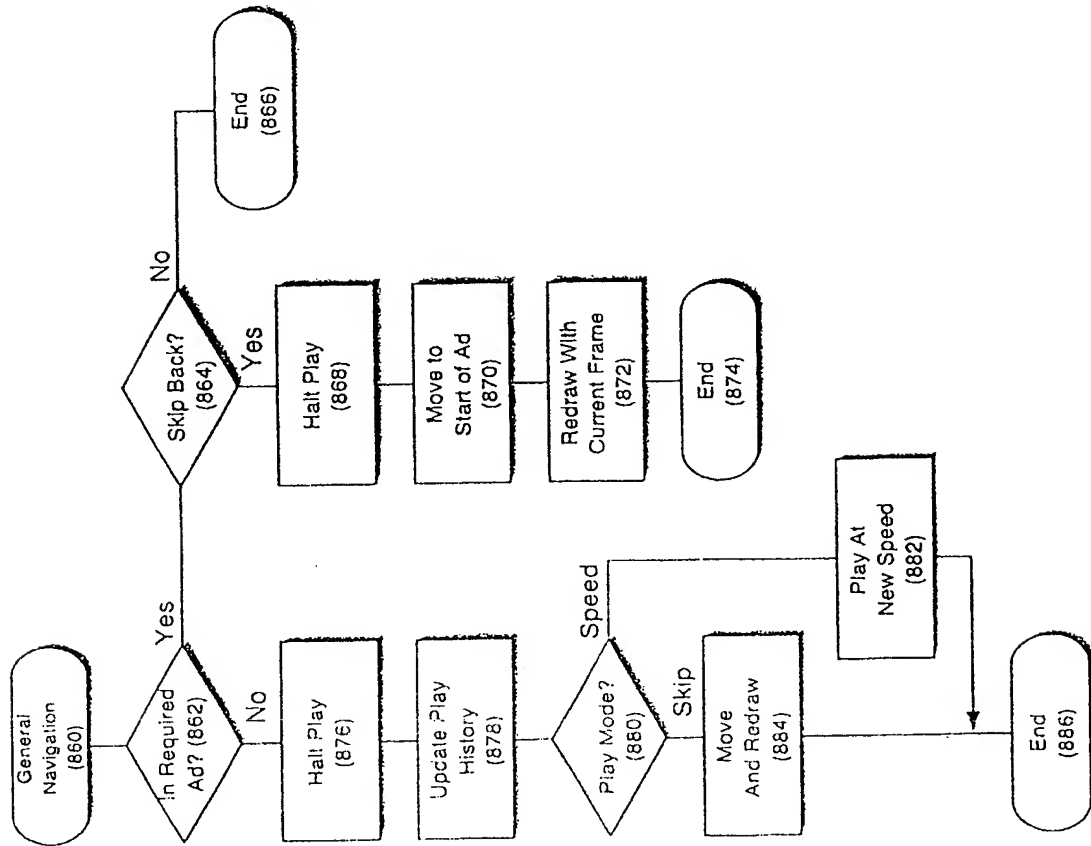 General
Navigation
(860)
In Required
Ad? (862)
Yes
No
Skip Back?
(864)
No
Yes
End
(866)
Halt Play
(868)
Move to
Start of Ad
(870)
Redraw With
Current Frame
(872)
End
(874)
Halt Play
(876)
Update Play
History
(878)
Play Mode?
(880)
Speed
Skip
Play At
New Speed
(882)
Move
And Redraw
(884)
End
(886)